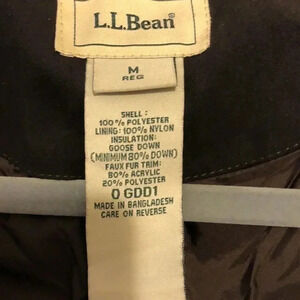 L.L.Bean®
M
REG
SHELL:
100% POLYESTER
LINING: 100% NYLON
INSULATION:
GOOSE DOWN
(MINIMUM 80% DOWN)
FAUX FUR TRIM:
80% ACRYLIC
20% POLYESTER
0 GDD1
MADE IN BANGLADESH
CARE ON REVERSE